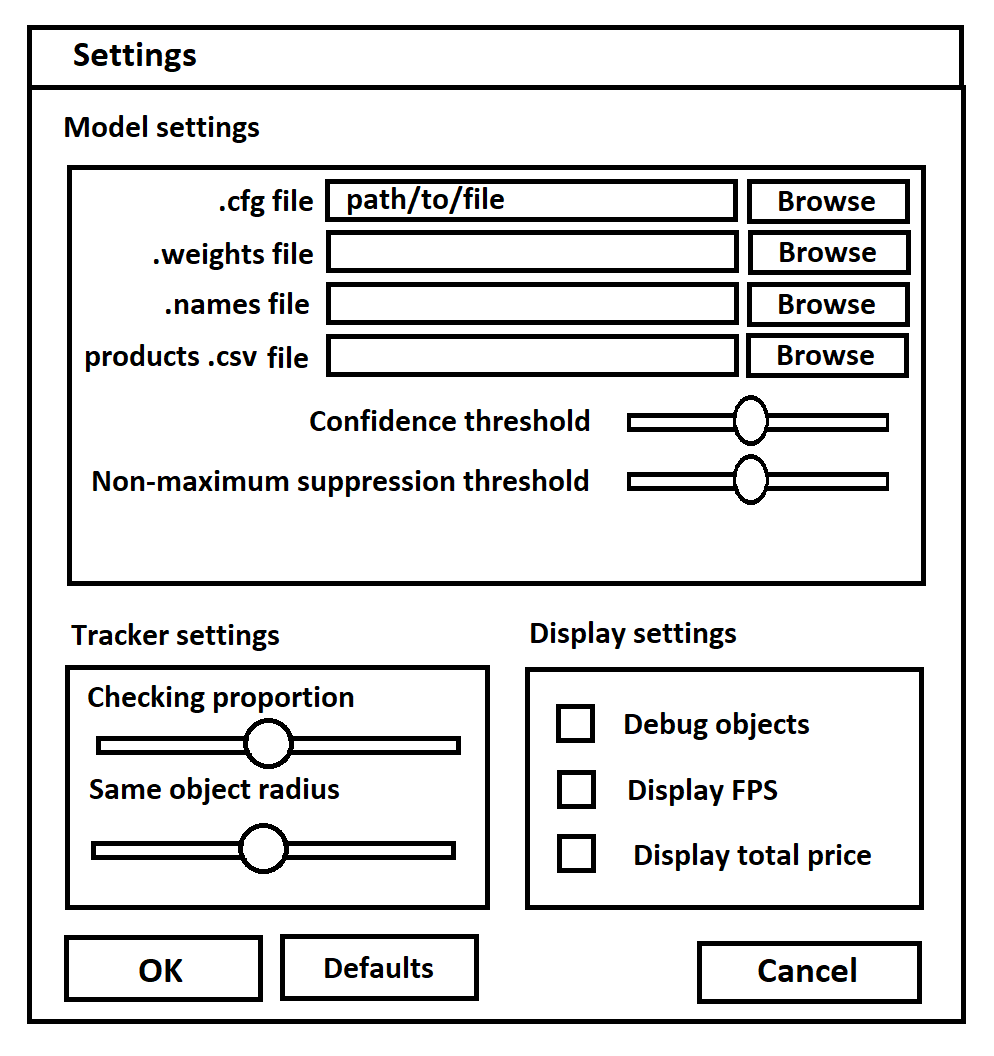 Settings
Model settings
.cfg file path/to/file Browse
.weights file Browse
.names file Browse
products .csv file Browse
Confidence threshold
Non-maximum suppression threshold
Tracker settings
Checking proportion
Same object radius
Display settings
Debug objects
Display FPS
Display total price
OK Defaults Cancel